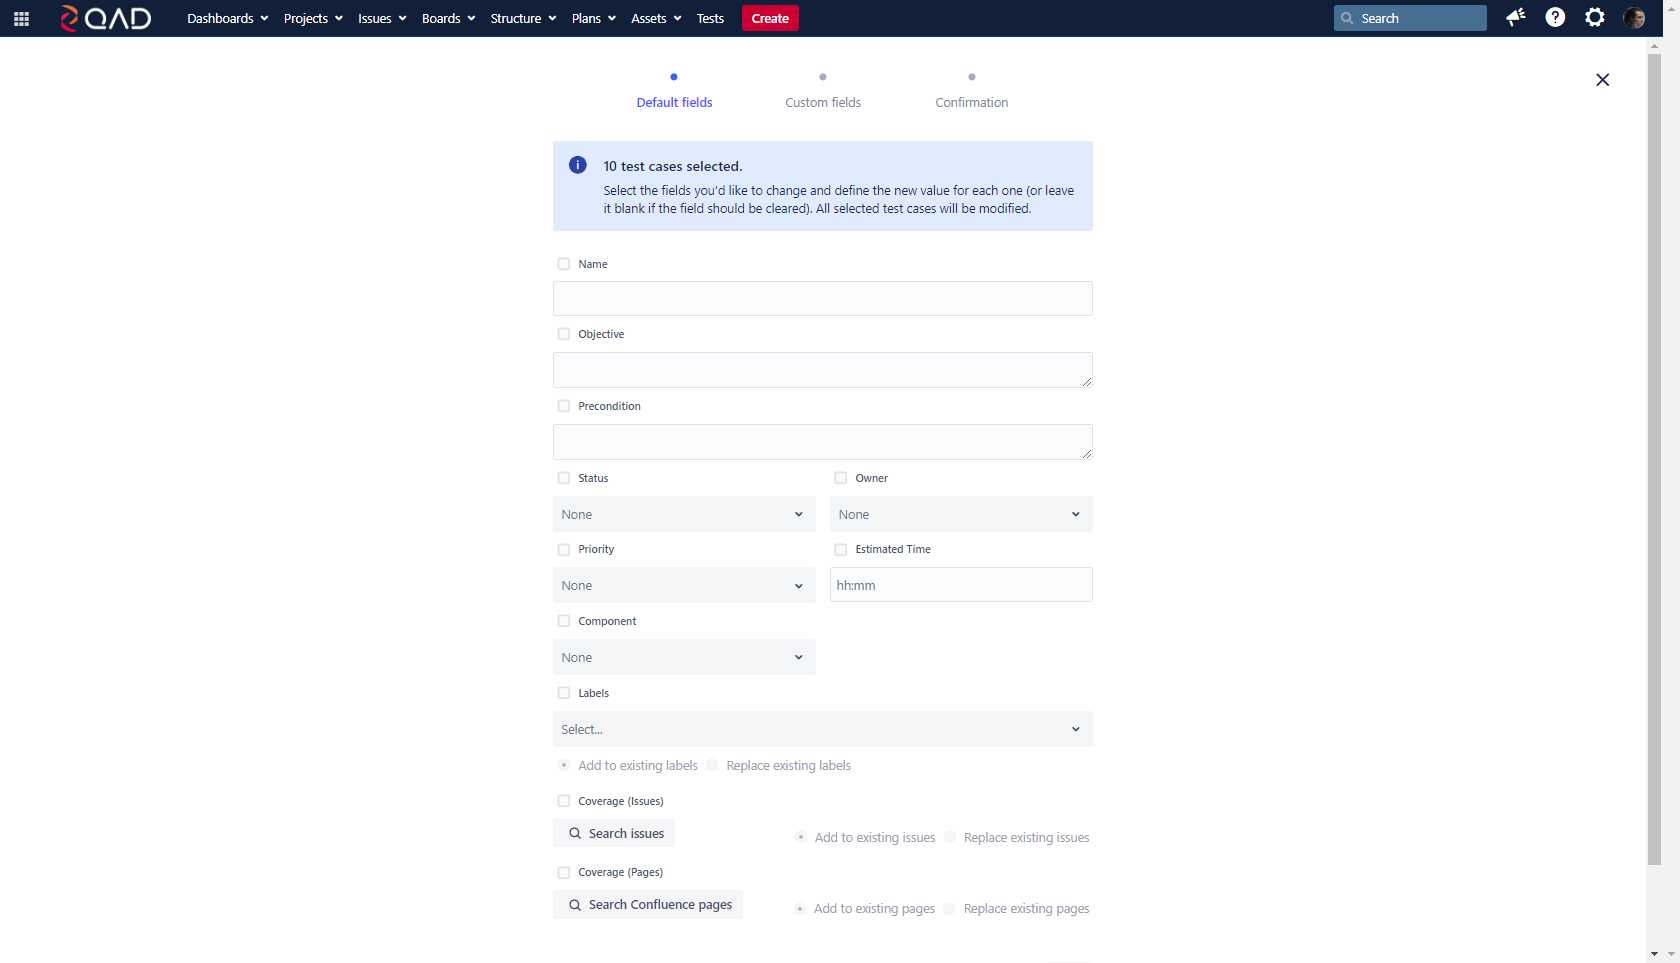 QAD Dashboards Projects Issues Boards Structure Plans Assets Tests Create Search
Default fields Custom fields Confirmation
10 test cases selected.
Select the fields you'd like to change and define the new value for each one (or leave
it blank if the field should be cleared). All selected test cases will be modified.
Name
Objective
Precondition
Status Owner
None None
Priority Estimated Time
None hh:mm
Component
None
Labels
Select...
Add to existing labels Replace existing labels
Coverage (Issues)
Search issues Add to existing issues Replace existing issues
Coverage (Pages)
Search Confluence pages Add to existing pages Replace existing pages